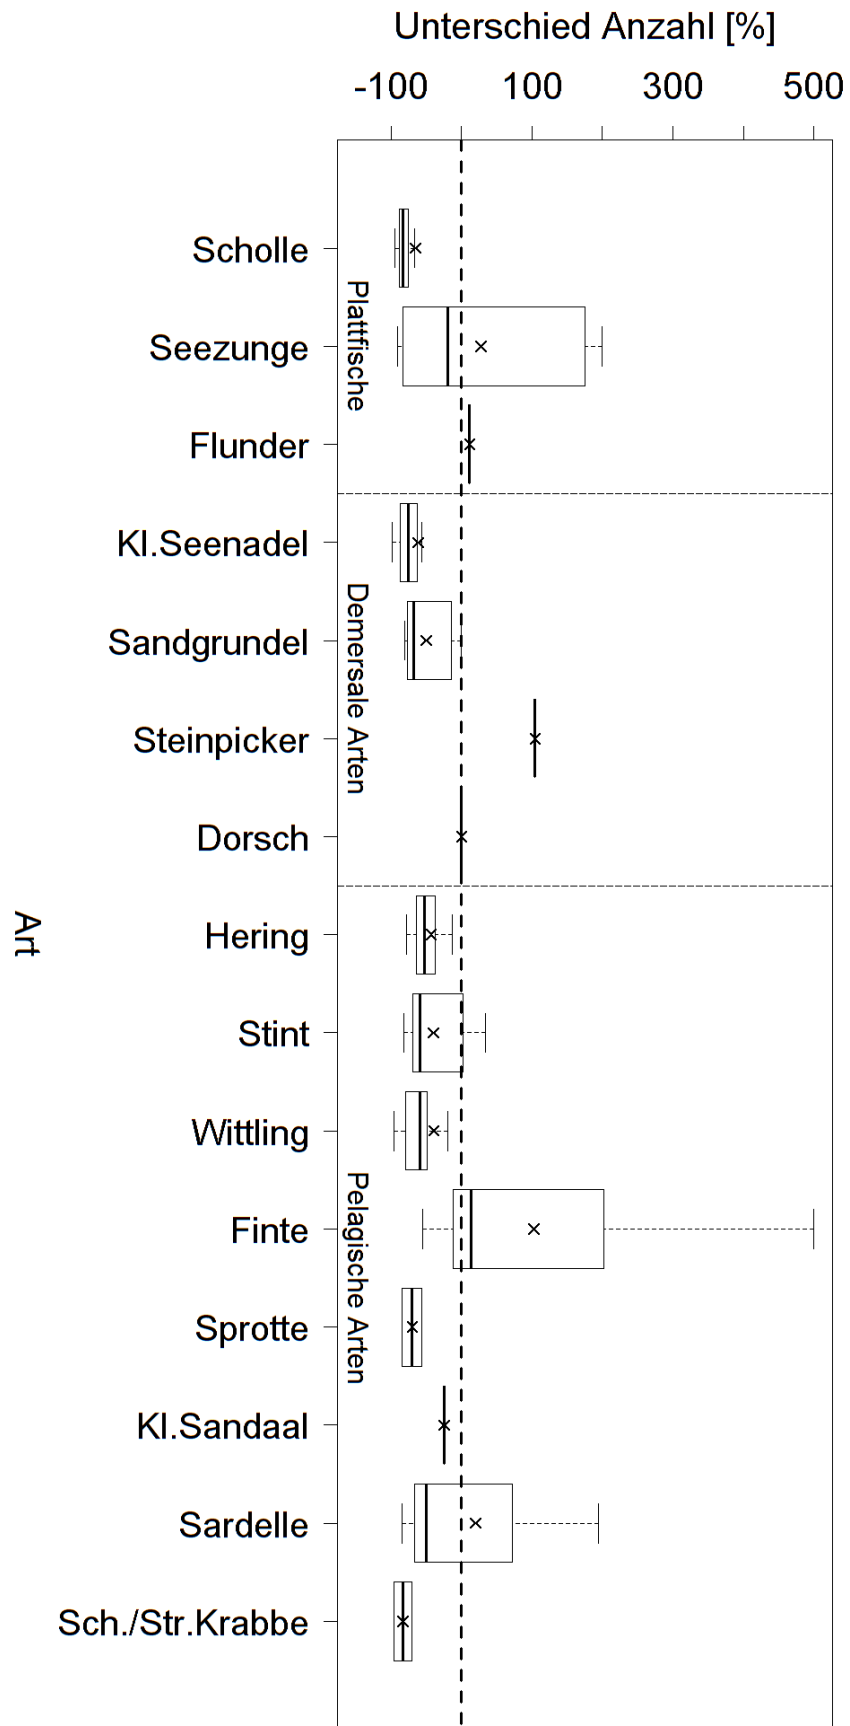 Unterschied Anzahl [%]
-100 100 300 500
Scholle
Seezunge
Flunder
Plattfische
Kl.Seenadel
Sandgrundel
Steinpicker
Dorsch
Demersale Arten
Hering
Stint
Wittling
Finte
Sprotte
Kl.Sandaal
Sardelle
Sch./Str.Krabbe
Pelagische Arten
Art